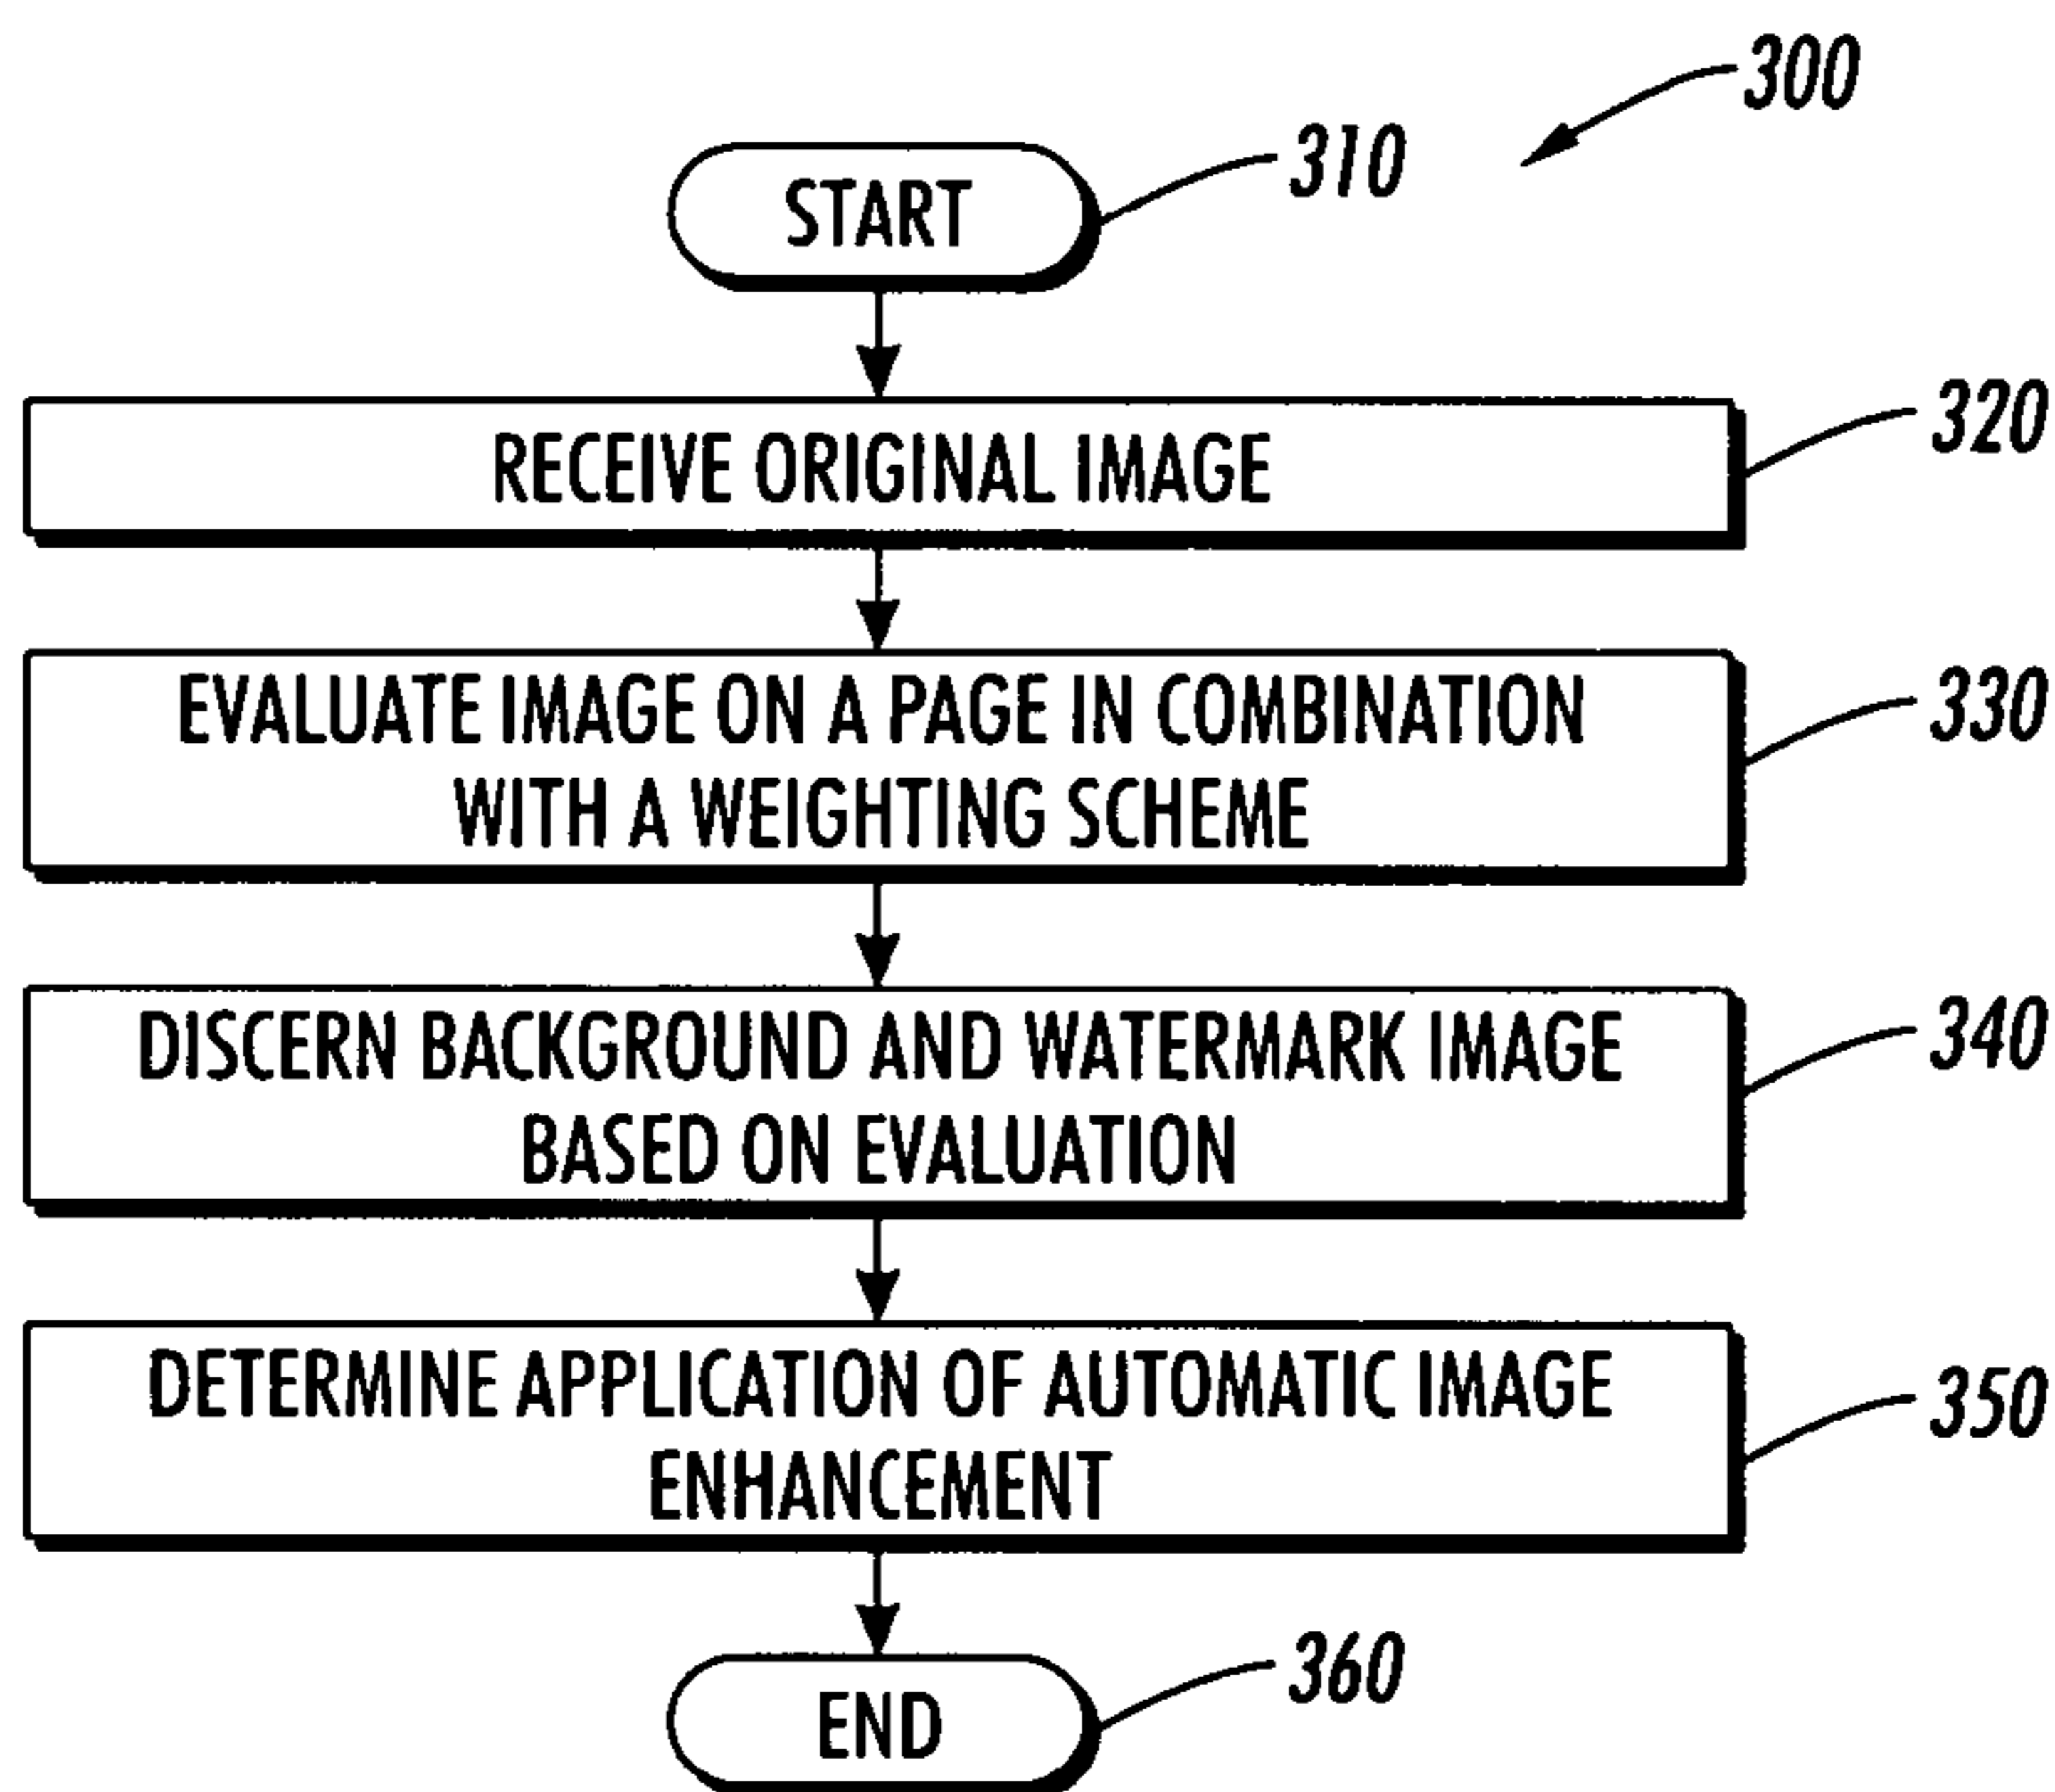 300
START
310
RECEIVE ORIGINAL IMAGE
320
EVALUATE IMAGE ON A PAGE IN COMBINATION
WITH A WEIGHTING SCHEME
330
DISCERN BACKGROUND AND WATERMARK IMAGE
BASED ON EVALUATION
340
DETERMINE APPLICATION OF AUTOMATIC IMAGE
ENHANCEMENT
350
END
360